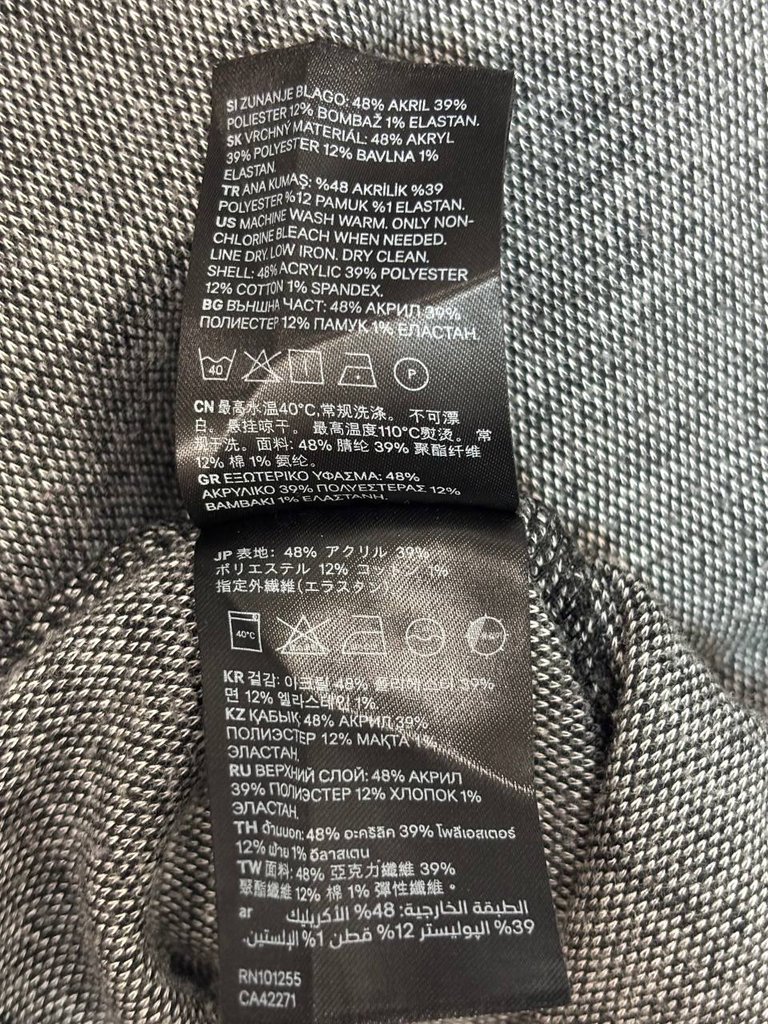 SI ZUNANJE BLAGO: 48% AKRIL 39%
POLIESTER 12% BOMBAŽ 1% ELASTAN.
SK VRCHNÝ MATERIÁL: 48% AKRYL
39% POLYESTER 12% BAVLNA 1%
ELASTAN.
TR ANA KUMAŞ: %48 AKRİLİK %39
POLYESTER %12 PAMUK %1 ELASTAN.
US MACHINE WASH WARM. ONLY NON-
CHLORINE BLEACH WHEN NEEDED.
LINE DRY. LOW IRON. DRY CLEAN.
SHELL: 48% ACRYLIC 39% POLYESTER
12% COTTON 1% SPANDEX.
BG ВЪНШНА ЧАСТ: 48% АКРИЛ 39%
ПОЛИЕСТЕР 12% ПАМУК 1% ЕЛАСТАН.
40 P
CN 最高水温40°C,常规洗涤。 不可漂
白。 悬挂晾干。 最高温度110°C熨烫。 常
规干洗。面料: 48% 腈纶 39% 聚酯纤维
12% 棉 1% 氨纶。
GR ΕΞΩΤΕΡΙΚΟ ΥΦΑΣΜΑ: 48%
ΑΚΡΥΛΙΚΟ 39% ΠΟΛΥΕΣΤΕΡΑΣ 12%
ΒΑΜΒΑΚΙ 1% ΕΛΑΣΤΑΝΗ.
JP 表地: 48% アクリル 39%
ポリエステル 12% コットン 1%
指定外繊維(エラスタン)
40°C
KR 겉감: 아크릴 48% 폴리에스터 39%
면 12% 엘라스테인 1%
KZ ҚАБЫҚ: 48% АКРИЛ 39%
ПОЛИЭСТЕР 12% МАҚТА 1%
ЭЛАСТАН.
RU ВЕРХНИЙ СЛОЙ: 48% АКРИЛ
39% ПОЛИЭСТЕР 12% ХЛОПОК 1%
ЭЛАСТАН.
TH ด้านนอก: 48% อะคริลิค 39% โพลีเอสเตอร์
12% ฝ้าย 1% อีลาสเตน
TW 面料: 48% 亞克力纖維 39%
聚酯纖維 12% 棉 1% 彈性纖維。
ar الطبقة الخارجية: 48% الأكريليك
39% البوليستر 12% قطن 1% الإلستين.
RN101255
CA42271